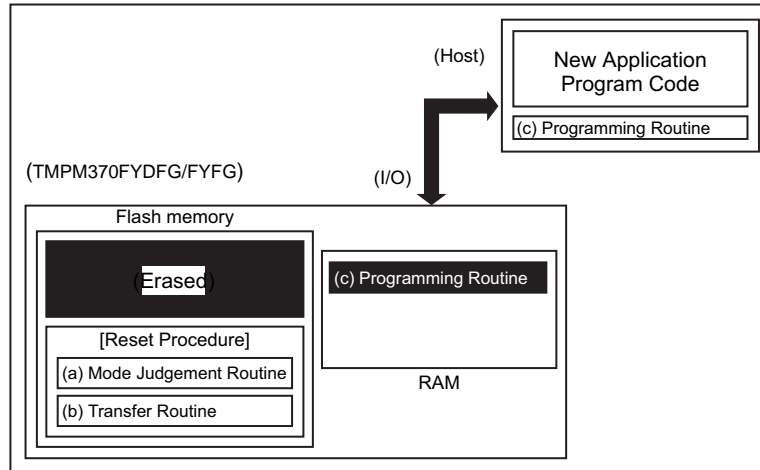 (Host)
New Application
Program Code
(c) Programming Routine
(TMPM370FYDFG/FYFG)
(I/O)
Flash memory
(Erased)
(c) Programming Routine
[Reset Procedure]
(a) Mode Judgement Routine
(b) Transfer Routine
RAM